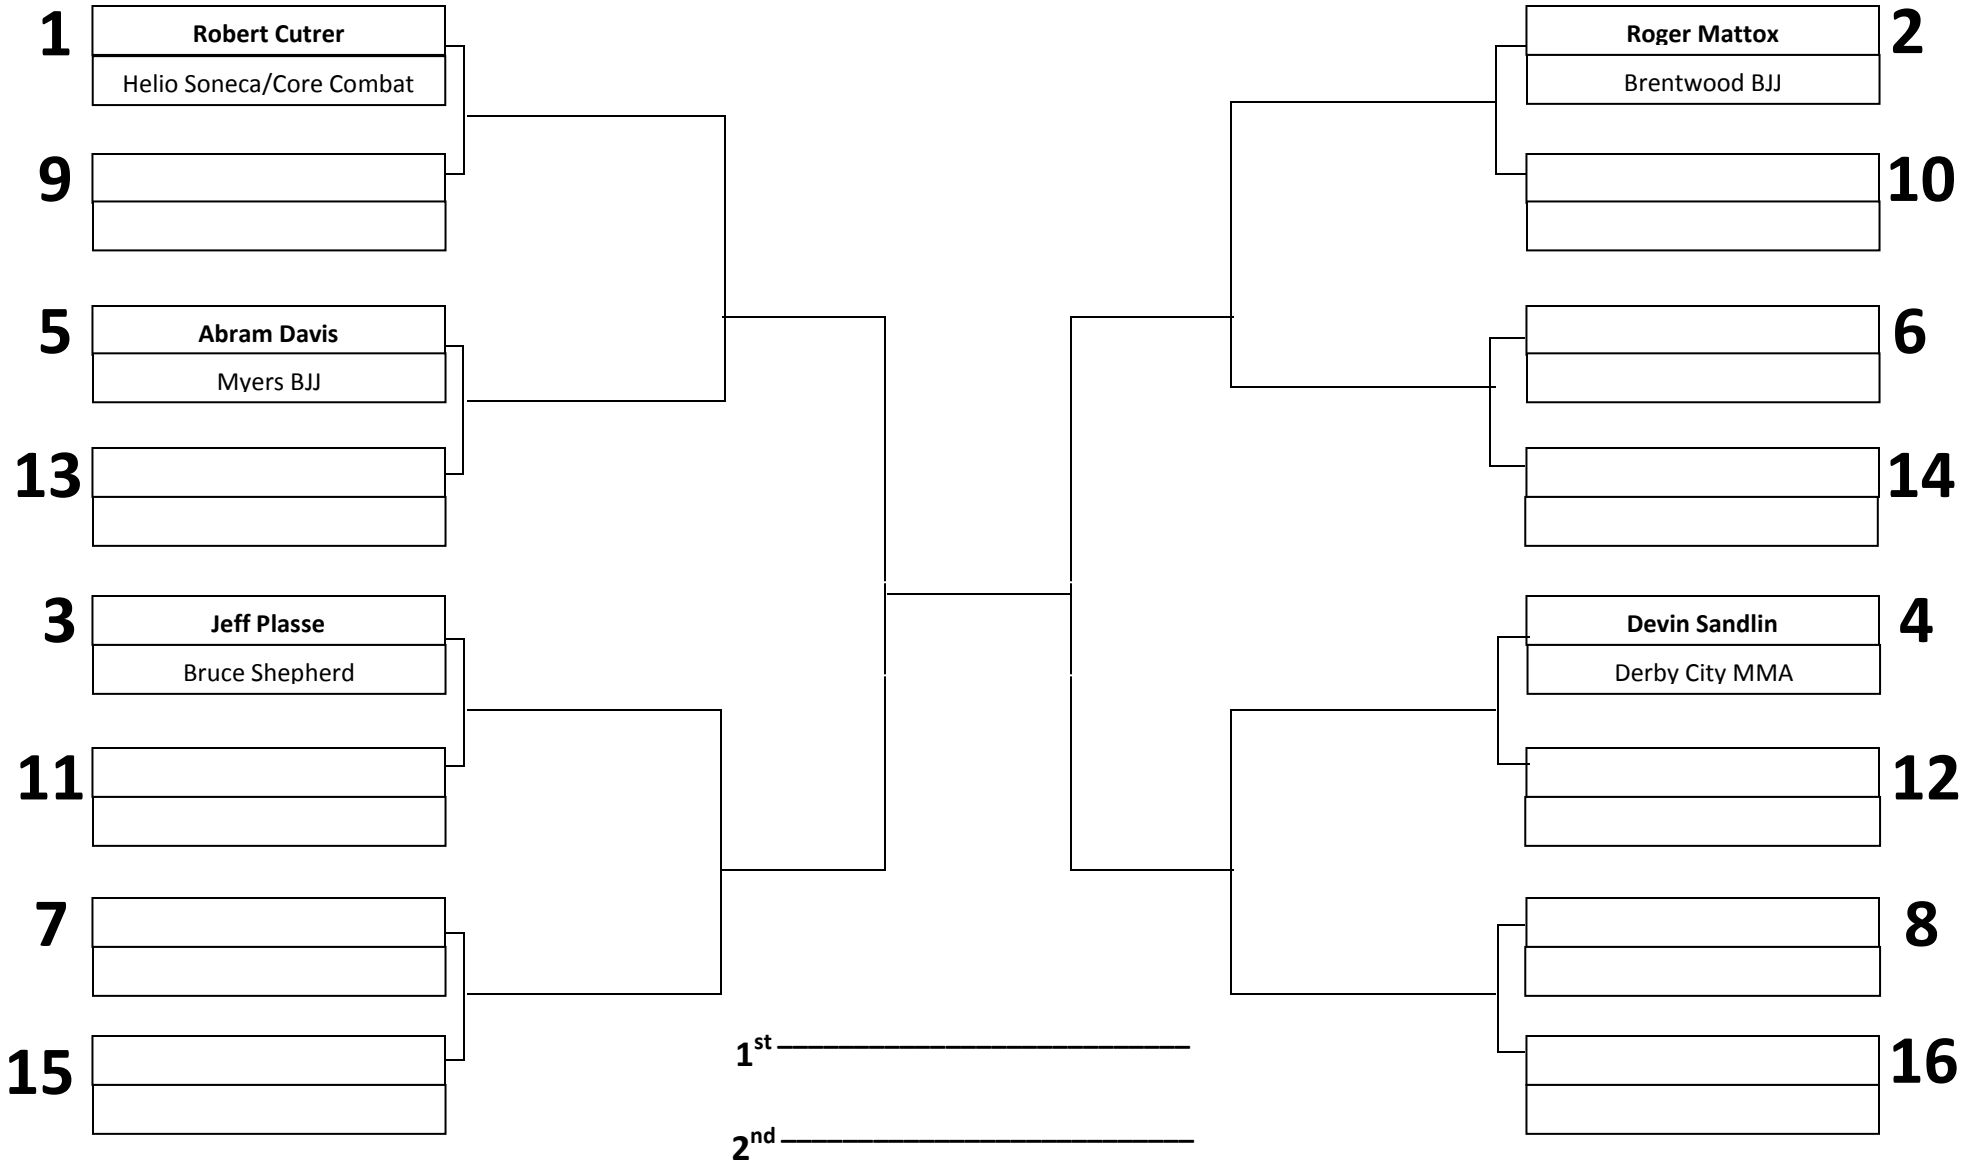 1
Robert Cutrer
Helio Soneca/Core Combat
9
5
Abram Davis
Myers BJJ
13
3
Jeff Plasse
Bruce Shepherd
11
7
15
2
Roger Mattox
Brentwood BJJ
10
6
14
4
Devin Sandlin
Derby City MMA
12
8
16
1st
2nd